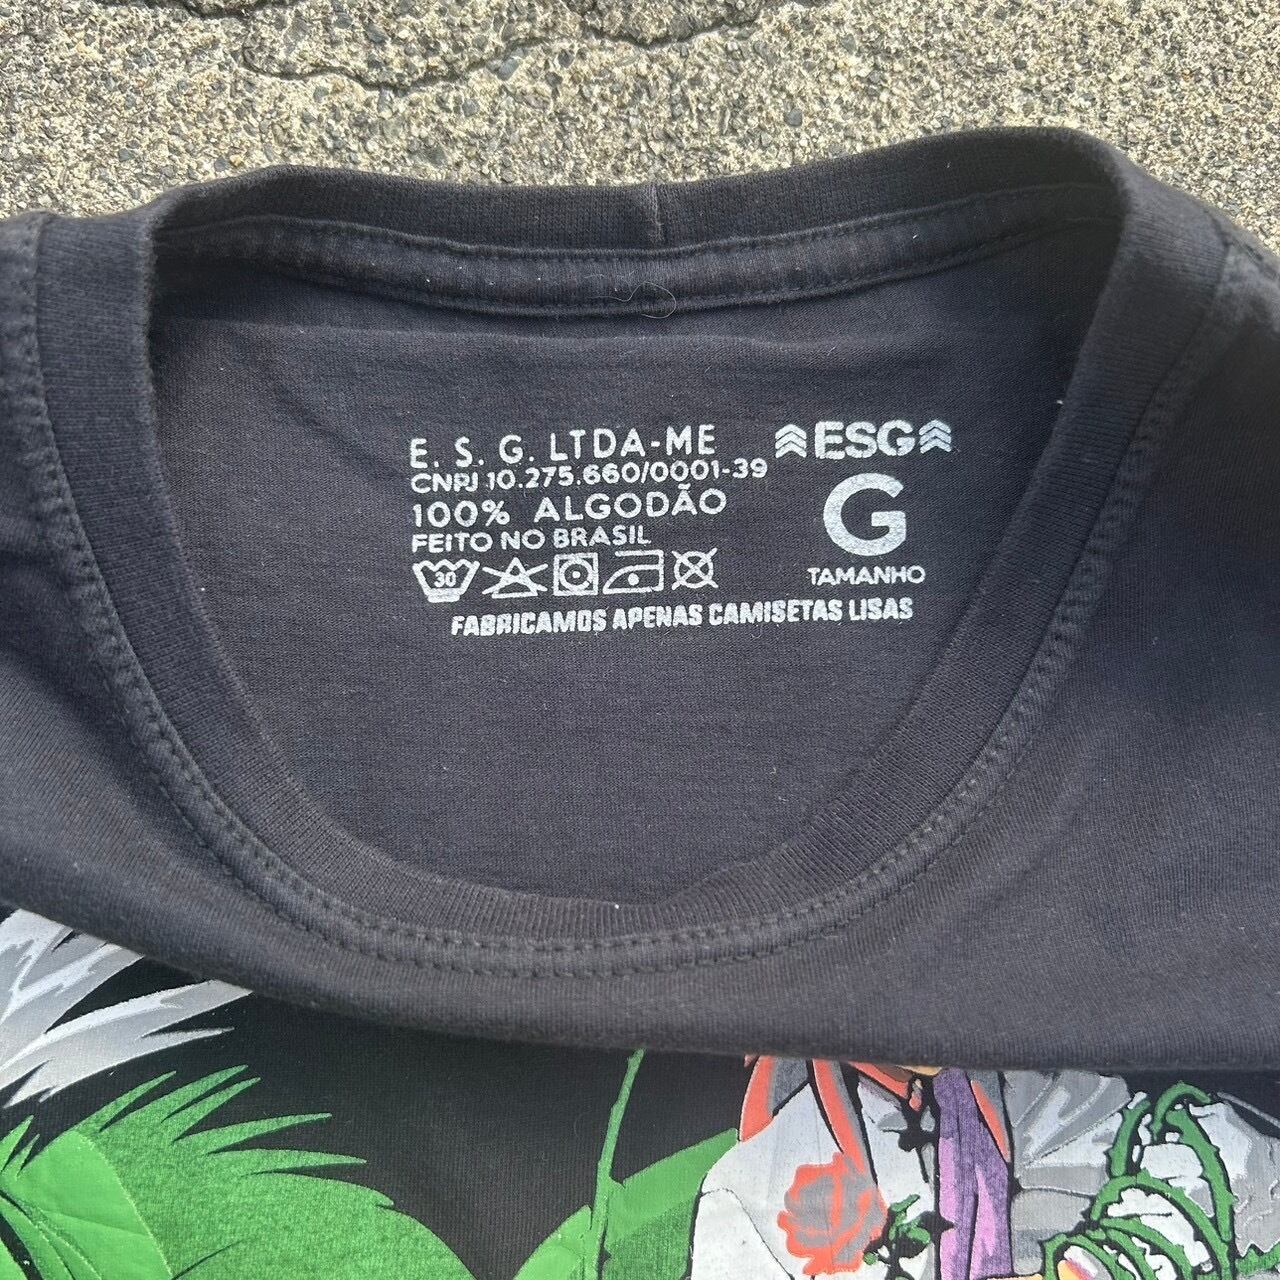 E. S. G. LTDA-ME
CNPJ 10.275.660/0001-39
100% ALGODÃO
FEITO NO BRASIL
30
ESG
G
TAMANHO
FABRICAMOS APENAS CAMISETAS LISAS